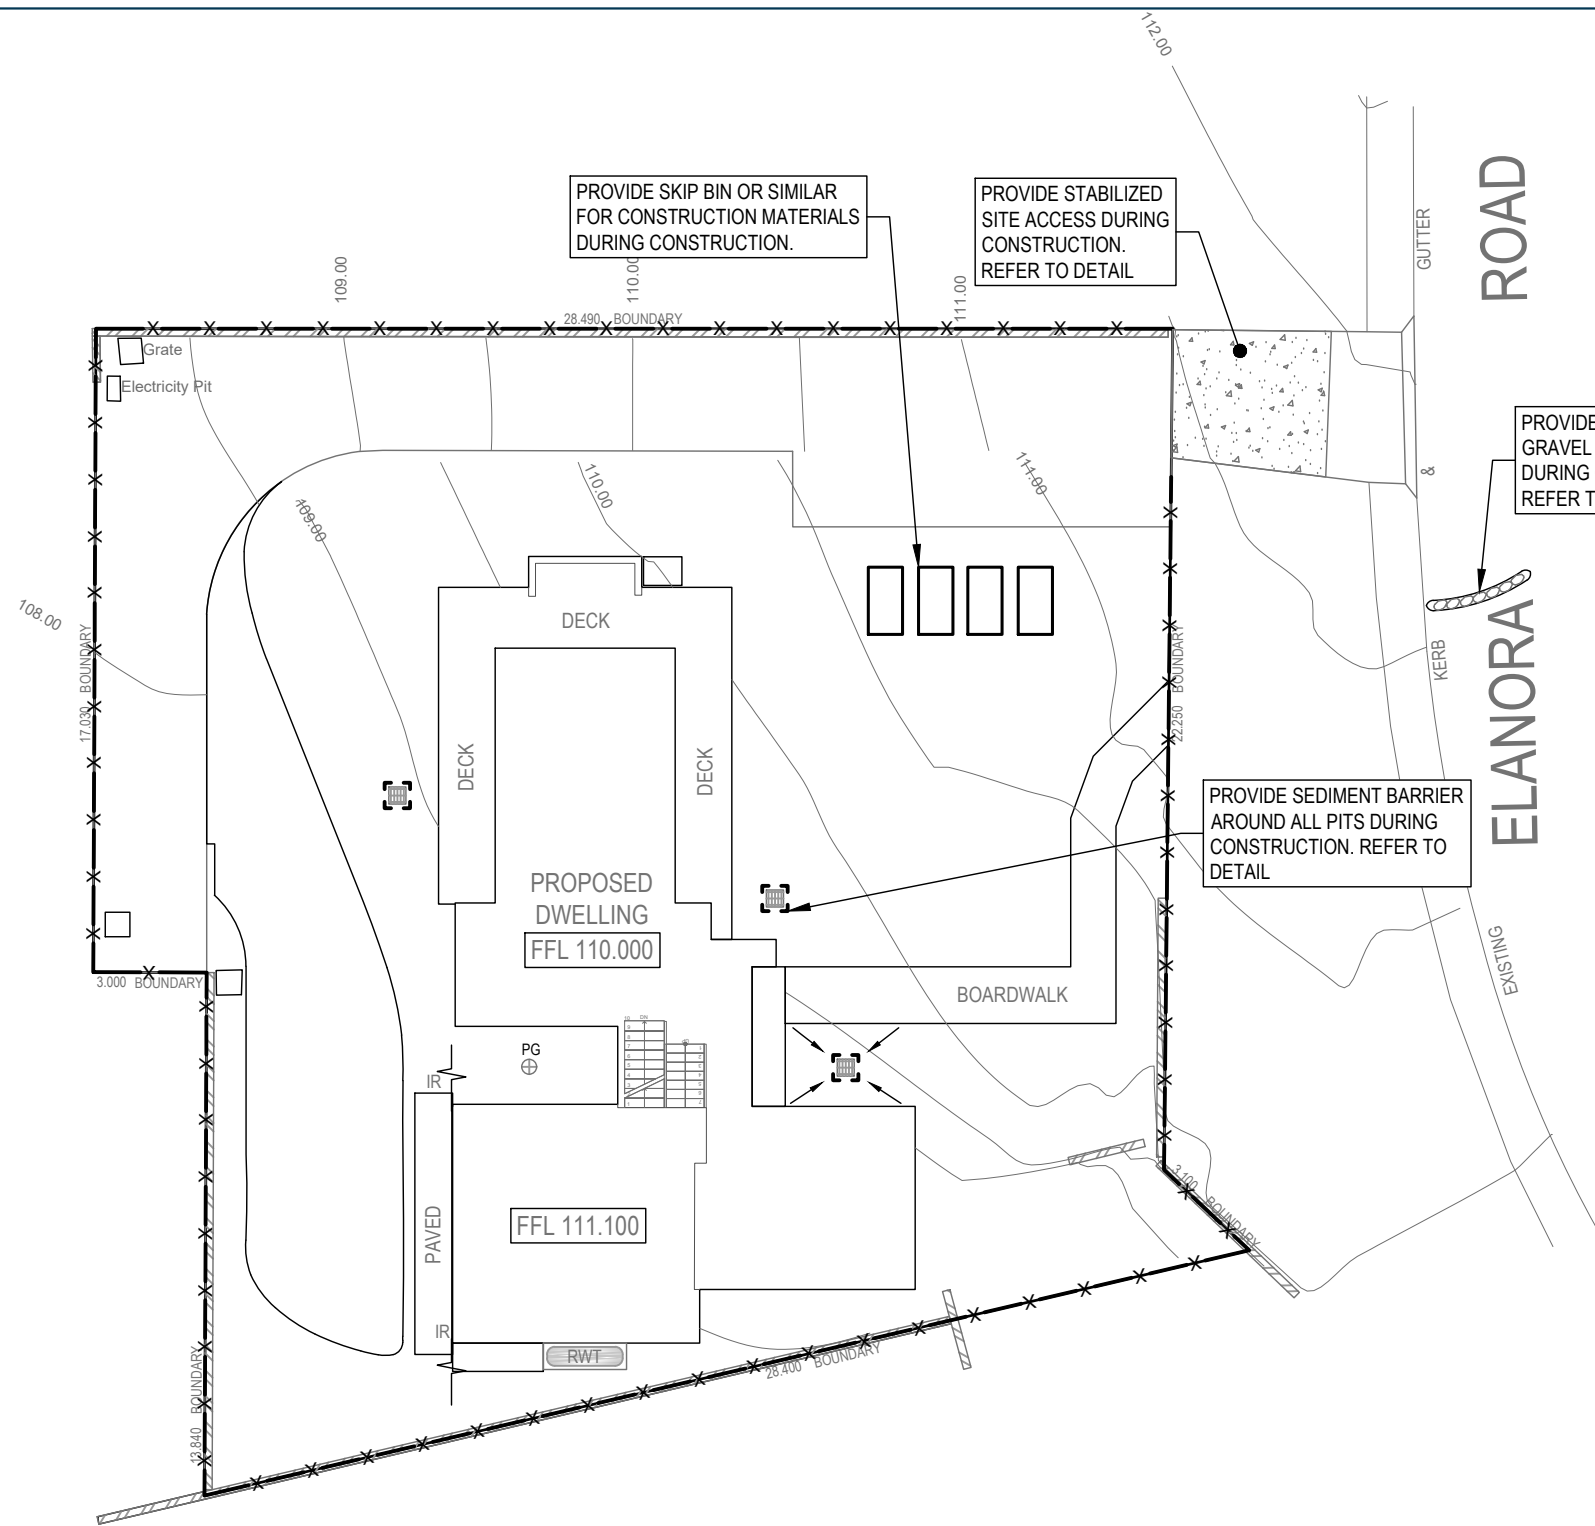 112.00
ROAD
GUTTER
PROVIDE SKIP BIN OR SIMILAR
FOR CONSTRUCTION MATERIALS
DURING CONSTRUCTION.
PROVIDE STABILIZED
SITE ACCESS DURING
CONSTRUCTION.
REFER TO DETAIL
109.00
110.00
111.00
28.490 BOUNDARY
Grate
Electricity Pit
PROVIDE
GRAVEL
DURING
REFER T
&
109.00
110.00
111.00
108.00
17.030 BOUNDARY
DECK
DECK
DECK
22.250 BOUNDARY
KERB
ELANORA
PROVIDE SEDIMENT BARRIER
AROUND ALL PITS DURING
CONSTRUCTION. REFER TO
DETAIL
PROPOSED
DWELLING
FFL 110.000
3.000 BOUNDARY
BOARDWALK
EXISTING
DN
PG
IR
PAVED
FFL 111.100
3.100 BOUNDARY
IR
RWT
28.400 BOUNDARY
13.840 BOUNDARY